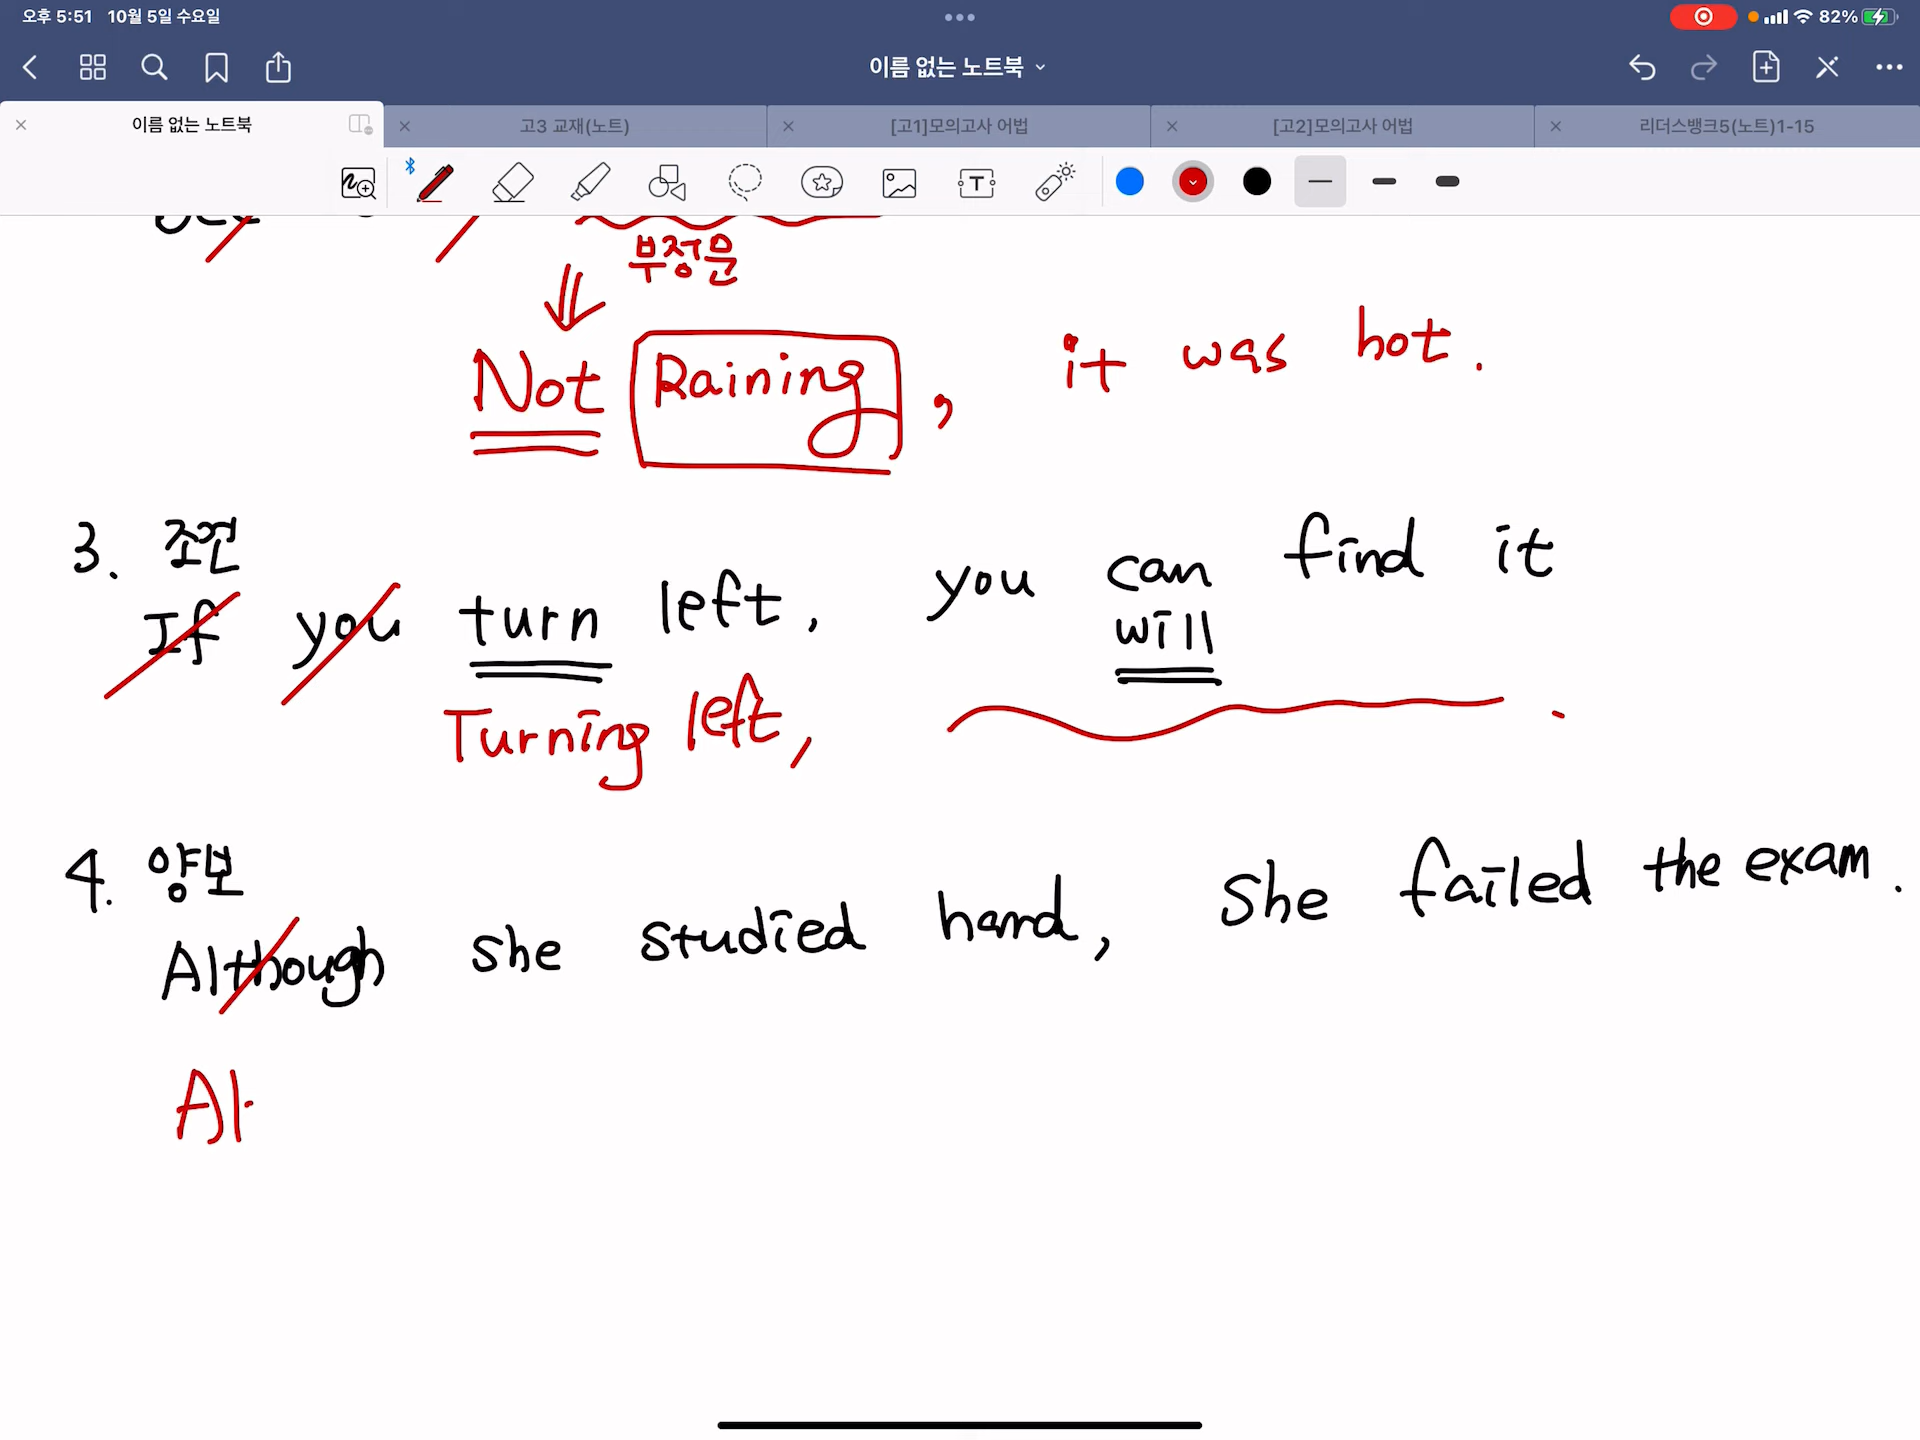 오후 5:51 10월 5일 수요일
82%
이름 없는 노트북
이름 없는 노트북
고3 교재(노트)
[고1]모의고사 어법
[고2]모의고사 어법
리더스뱅크5(노트)1-15
부정문
Not Raining, it was hot.
3. 조건
If you turn left, you can find it
will
Turning left, .
4. 양보
Although she studied hard, She failed the exam.
Al